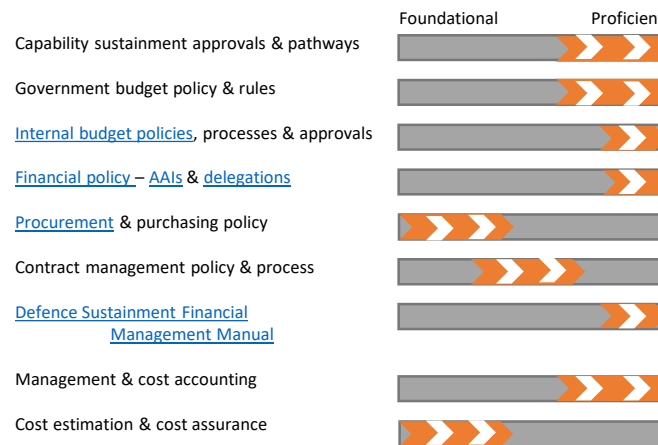 Foundational Proficien
Capability sustainment approvals & pathways
Government budget policy & rules
Internal budget policies, processes & approvals
Financial policy – AAIs & delegations
Procurement & purchasing policy
Contract management policy & process
Defence Sustainment Financial
Management Manual
Management & cost accounting
Cost estimation & cost assurance